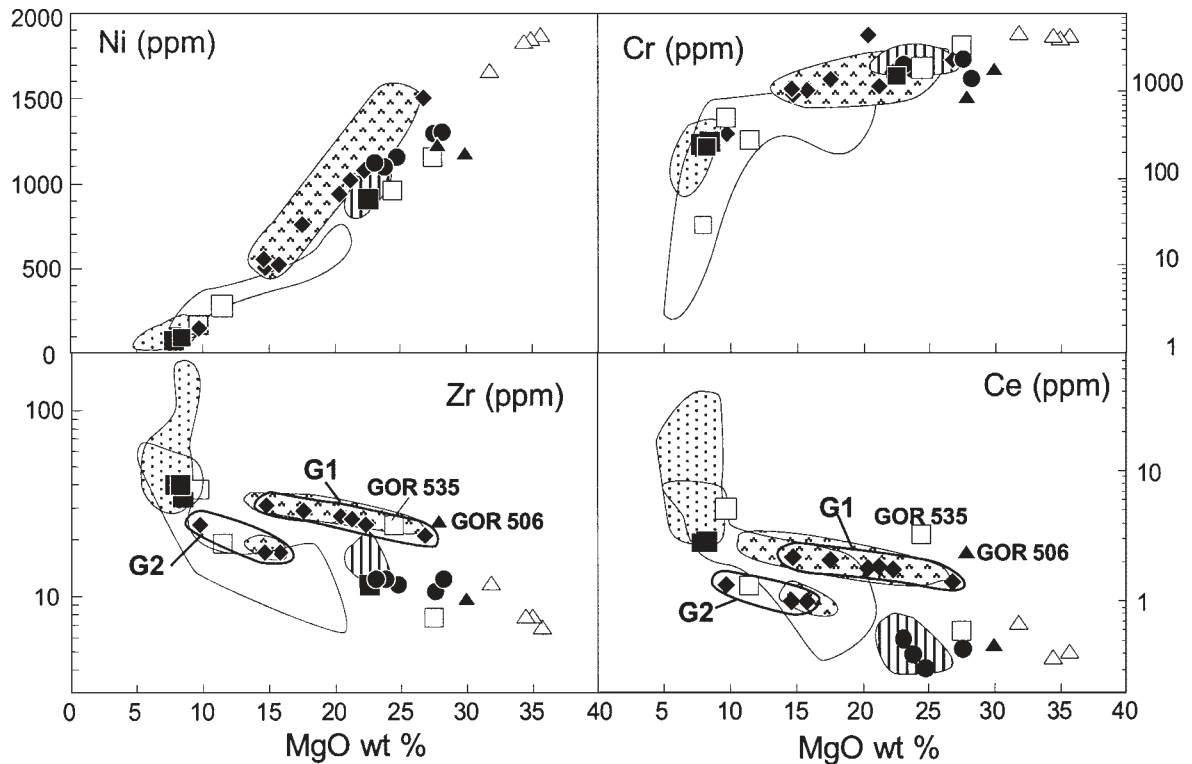 2000
Ni (ppm)
1500
1000
500
0
Cr (ppm)
1000
100
10
1
Zr (ppm)
100
10
G1
GOR 535
GOR 506
G2
0 5 10 15 20 25 30 35 40
MgO wt %
Ce (ppm)
10
1
G1
GOR 535
GOR 506
G2
5 10 15 20 25 30 35 40
MgO wt %